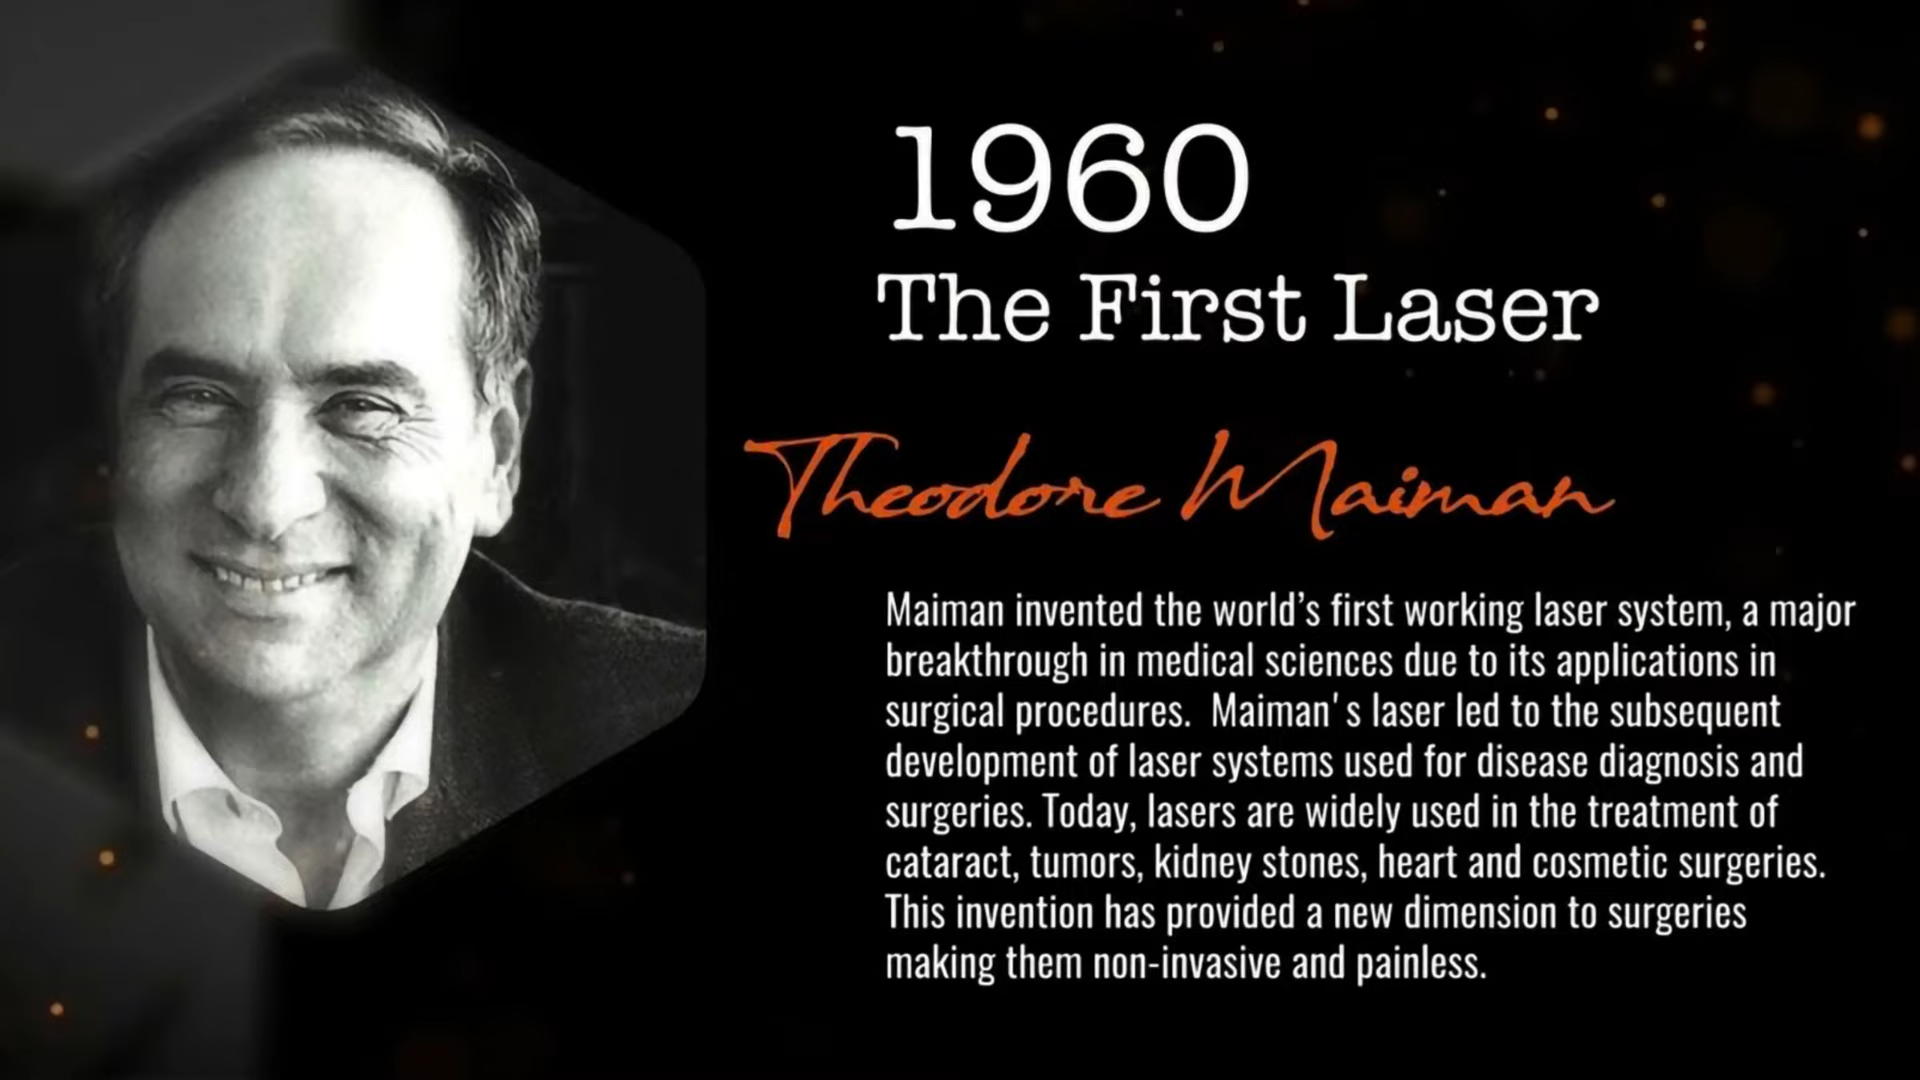 1960
The First Laser
Theodore Maiman
Maiman invented the world’s first working laser system, a major
breakthrough in medical sciences due to its applications in
surgical procedures.  Maiman's laser led to the subsequent
development of laser systems used for disease diagnosis and
surgeries. Today, lasers are widely used in the treatment of
cataract, tumors, kidney stones, heart and cosmetic surgeries.
This invention has provided a new dimension to surgeries
making them non-invasive and painless.